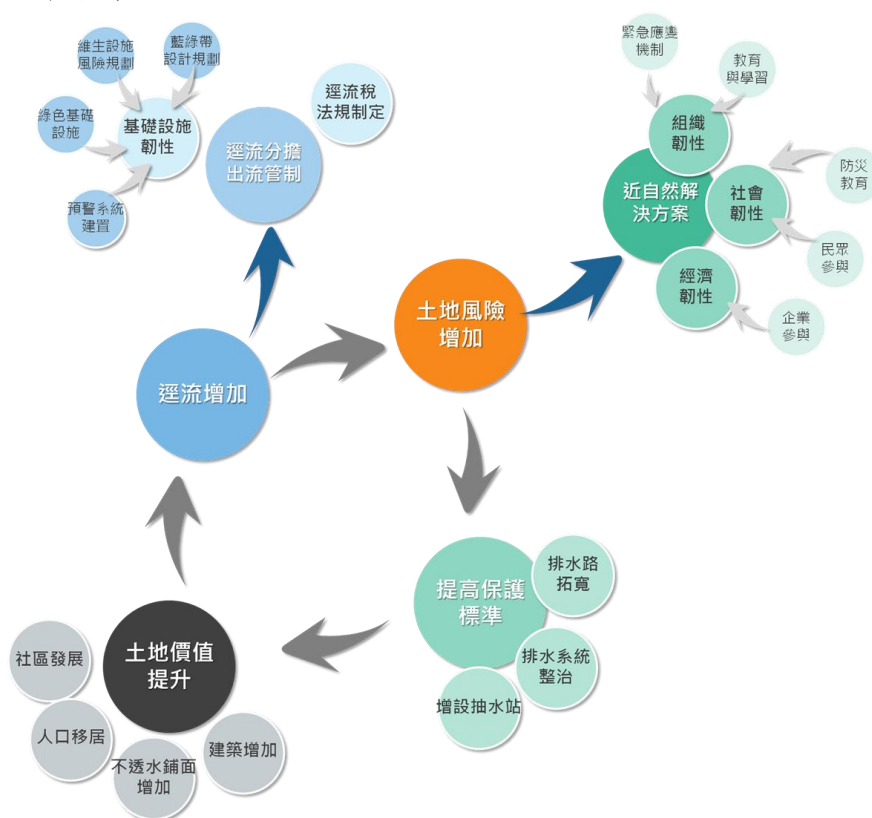 維生設施
風險規劃
藍綠帶
設計規劃
綠色基礎
設施
基礎設施
韌性
預警系統
建置
逕流分擔
出流管制
逕流稅
法規制定
緊急應變
機制
教育
與學習
組織
韌性
近自然解
決方案
社會
韌性
防災
教育
民眾
參與
經濟
韌性
企業
參與
土地風險
增加
逕流增加
提高保護
標準
排水路
拓寬
排水系統
整治
增設抽水站
土地價值
提升
社區發展
人口移居
不透水鋪面
增加
建築增加